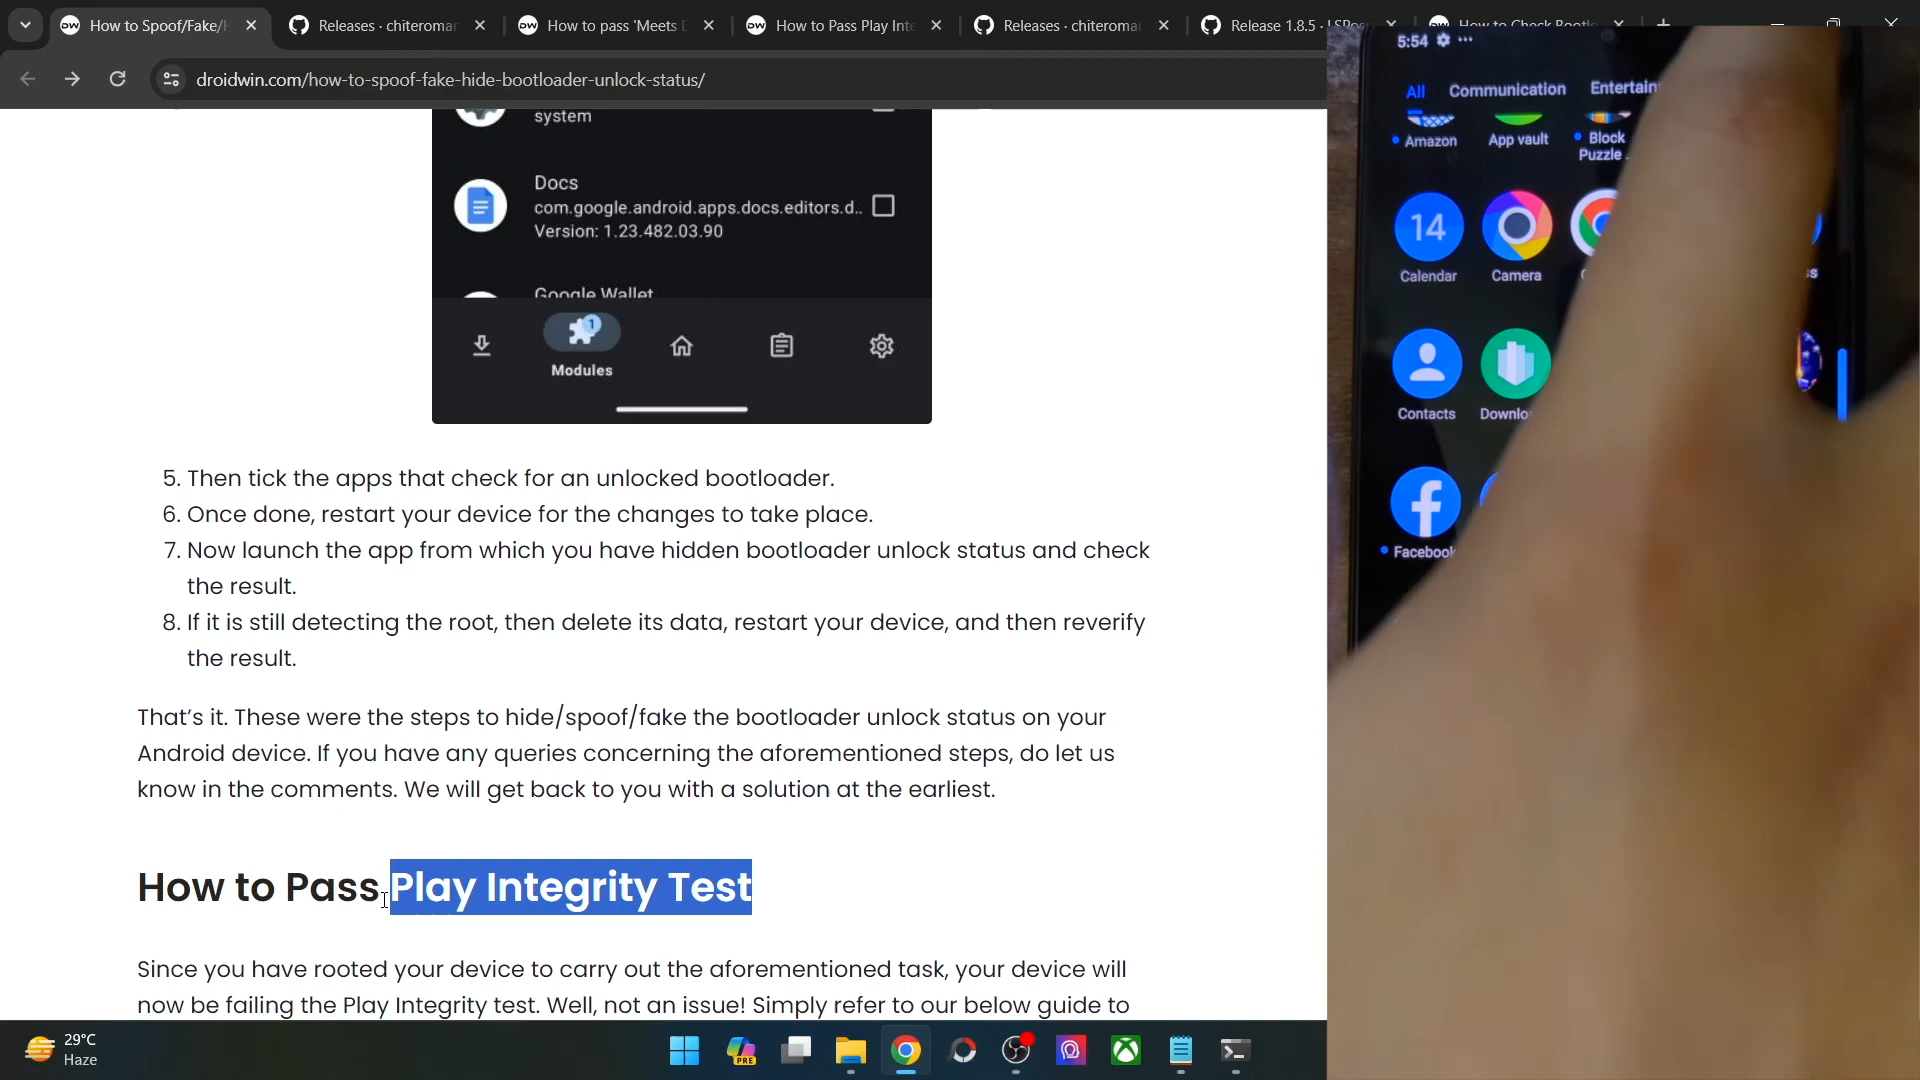 How to Spoof/Fake/H
Releases · chiteroman
How to pass 'Meets D
How to Pass Play Inte
Releases · chiteroman
Release 1.8.5 · LSPos
droidwin.com/how-to-spoof-fake-hide-bootloader-unlock-status/
system
Docs
com.google.android.apps.docs.editors.d..
Version: 1.23.482.03.90
Google Wallet
1
Modules
5. Then tick the apps that check for an unlocked bootloader.
6. Once done, restart your device for the changes to take place.
7. Now launch the app from which you have hidden bootloader unlock status and check
the result.
8. If it is still detecting the root, then delete its data, restart your device, and then reverify
the result.
That's it. These were the steps to hide/spoof/fake the bootloader unlock status on your
Android device. If you have any queries concerning the aforementioned steps, do let us
know in the comments. We will get back to you with a solution at the earliest.
How to Pass Play Integrity Test
Since you have rooted your device to carry out the aforementioned task, your device will
now be failing the Play Integrity test. Well, not an issue! Simply refer to our below guide to
29°C
Haze
PRE
5:54
All Communication Entertain
Amazon App vault Block
Puzzle
14
Calendar Camera
Contacts Downlo
Facebook